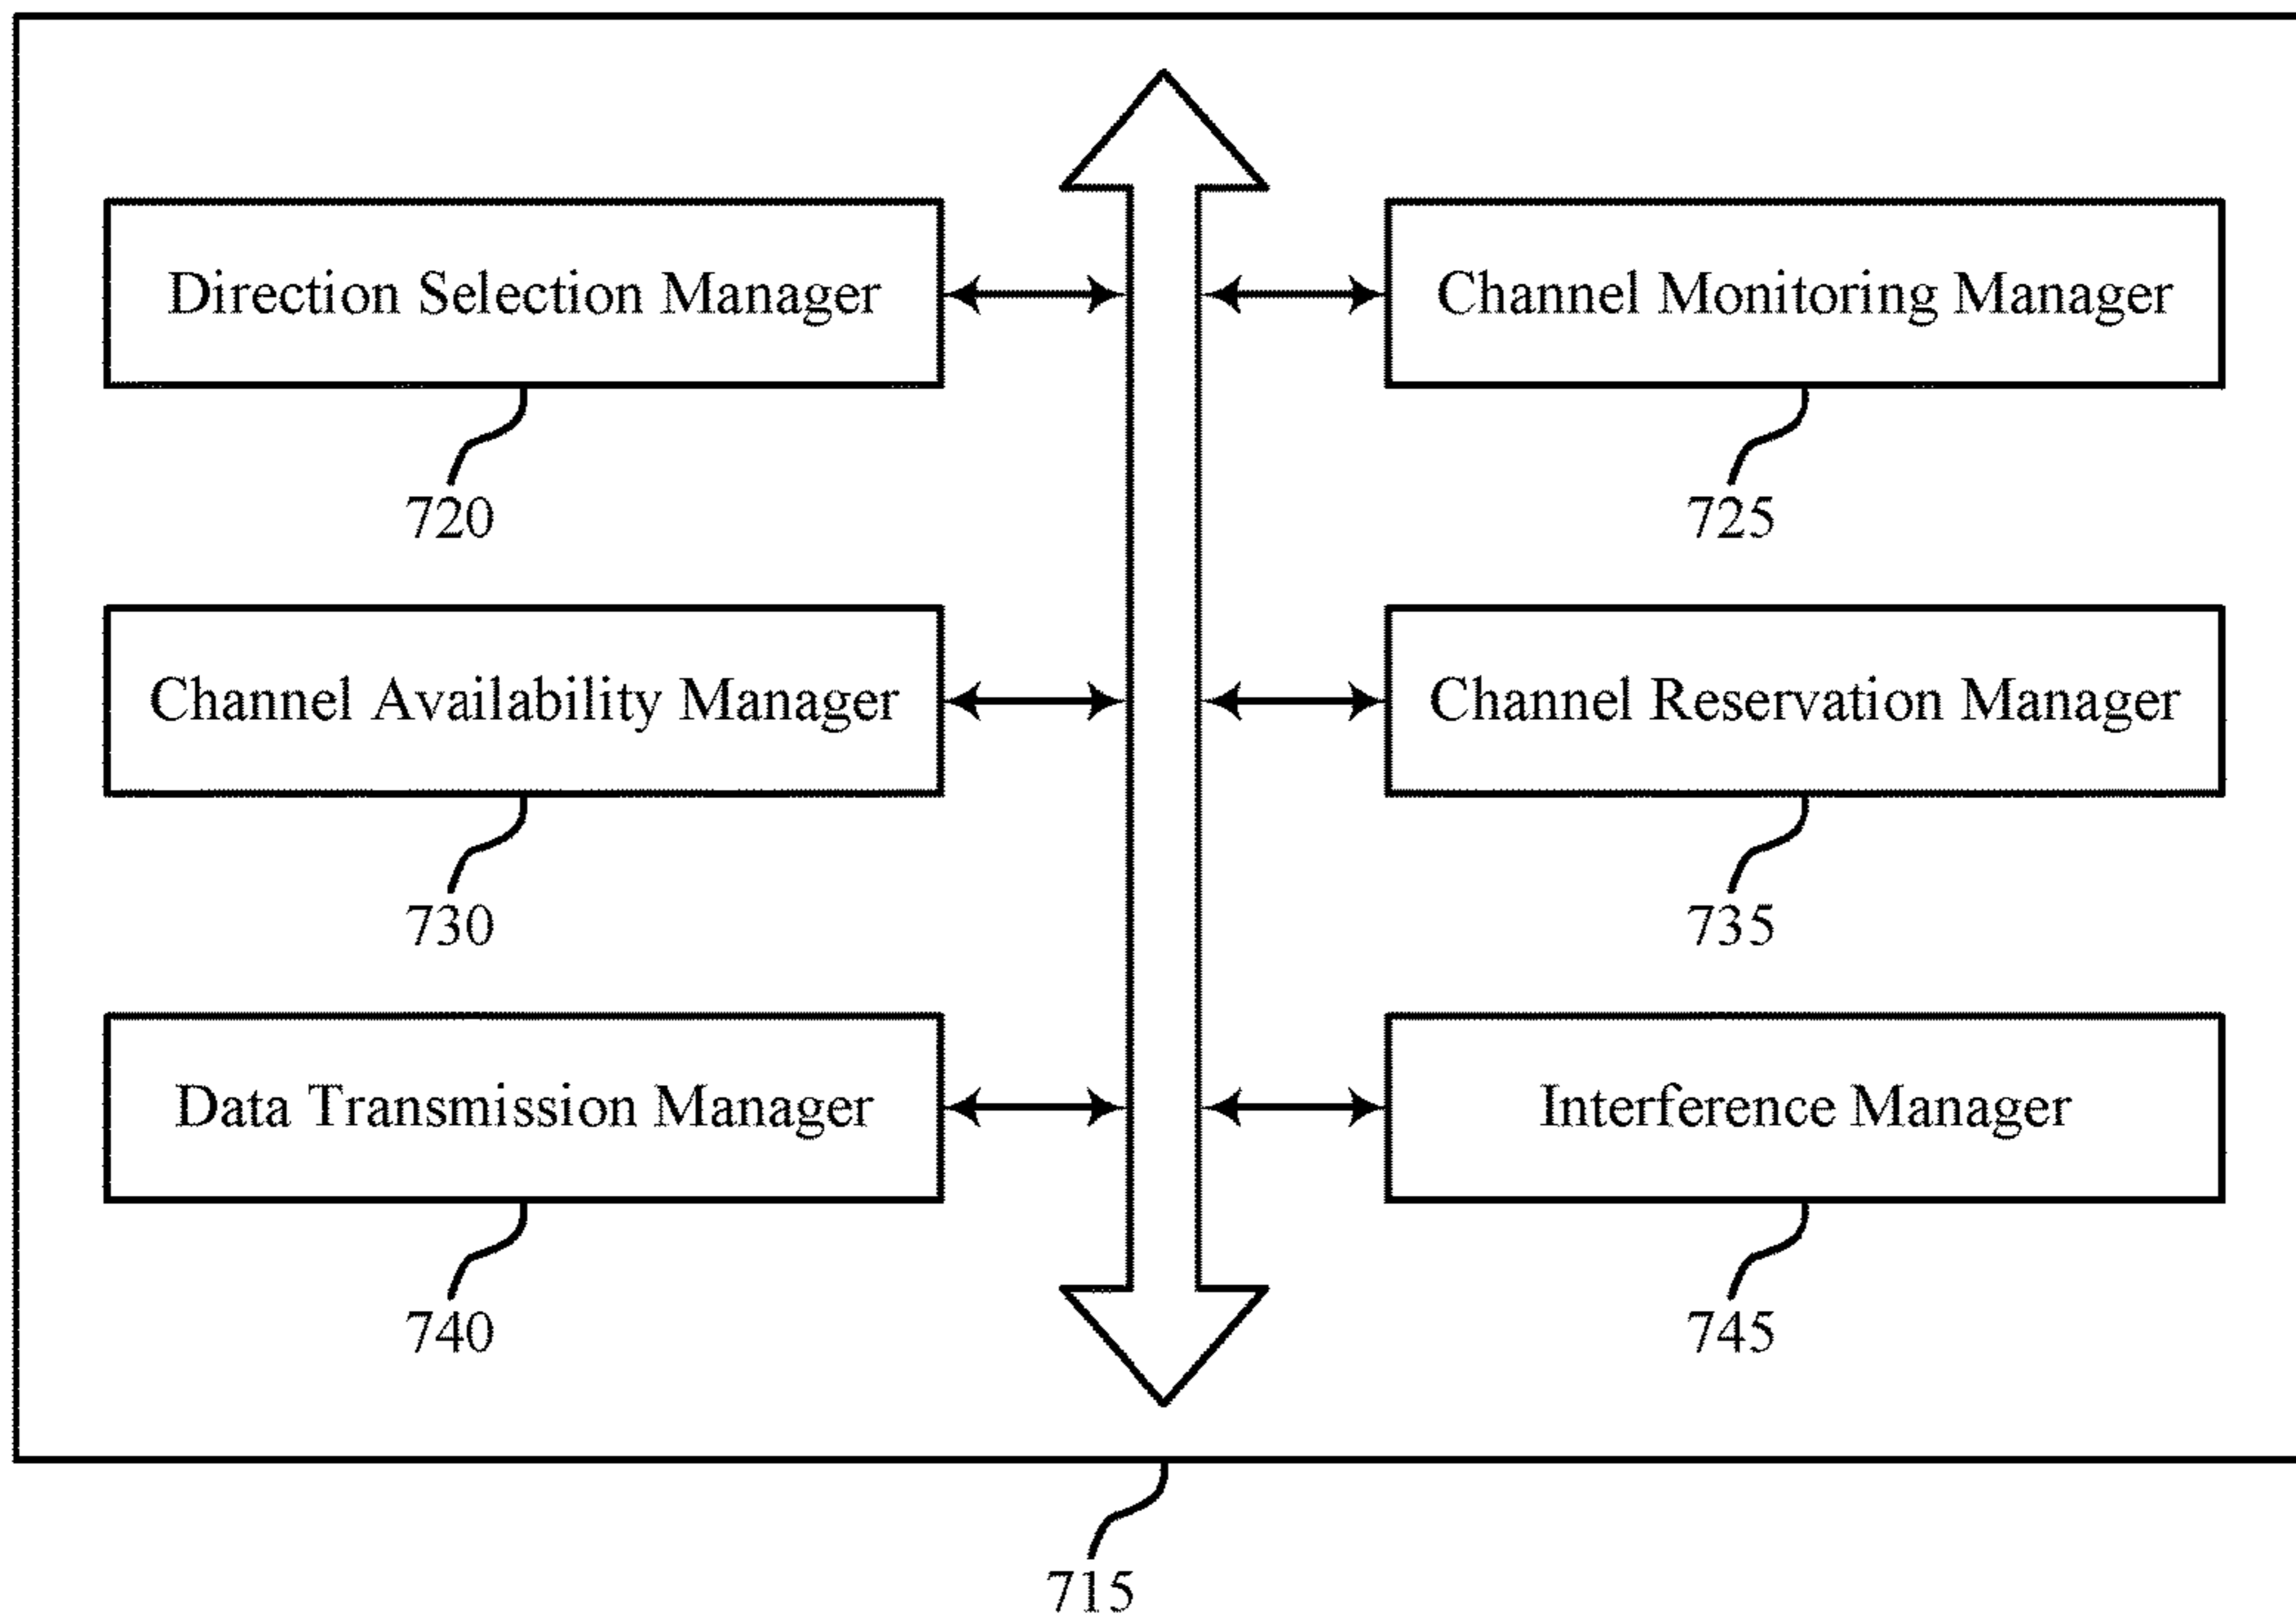 Direction Selection Manager
Channel Monitoring Manager
720
725
Channel Availability Manager
Channel Reservation Manager
730
735
Data Transmission Manager
Interference Manager
740
745
715